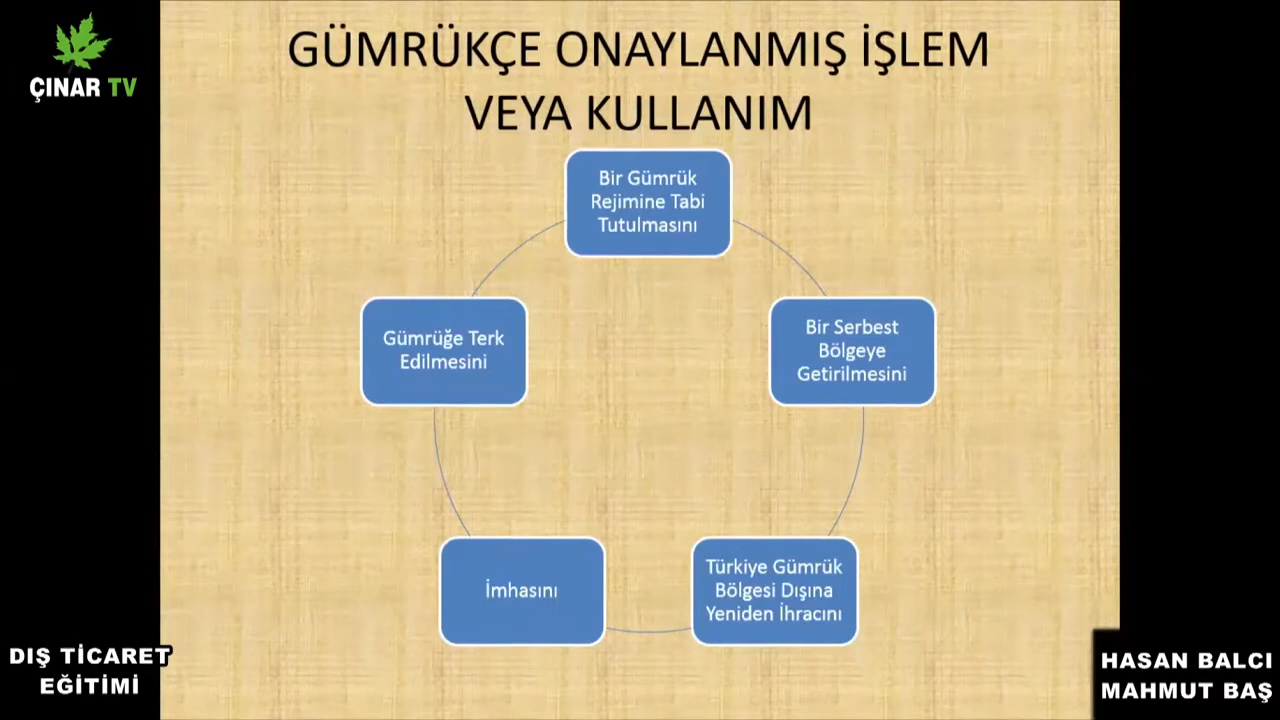 ÇINAR TV
GÜMRÜKÇE ONAYLANMIŞ İŞLEM
VEYA KULLANIM
Bir Gümrük
Rejimine Tabi
Tutulmasını
Bir Serbest
Bölgeye
Getirilmesini
Türkiye Gümrük
Bölgesi Dışına
Yeniden İhracını
İmhasını
Gümrüğe Terk
Edilmesini
DIŞ TİCARET
EĞİTİMİ
HASAN BALCI
MAHMUT BAŞ